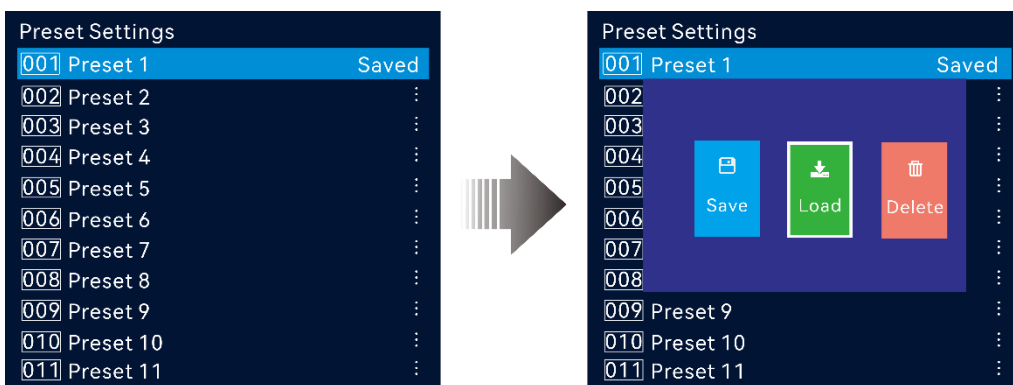 Preset Settings
001 Preset 1 Saved
002 Preset 2
003 Preset 3
004 Preset 4
005 Preset 5
006 Preset 6
007 Preset 7
008 Preset 8
009 Preset 9
010 Preset 10
011 Preset 11
Preset Settings
001 Preset 1 Saved
002
003
004
005
006
007
008
Save Load Delete
009 Preset 9
010 Preset 10
011 Preset 11